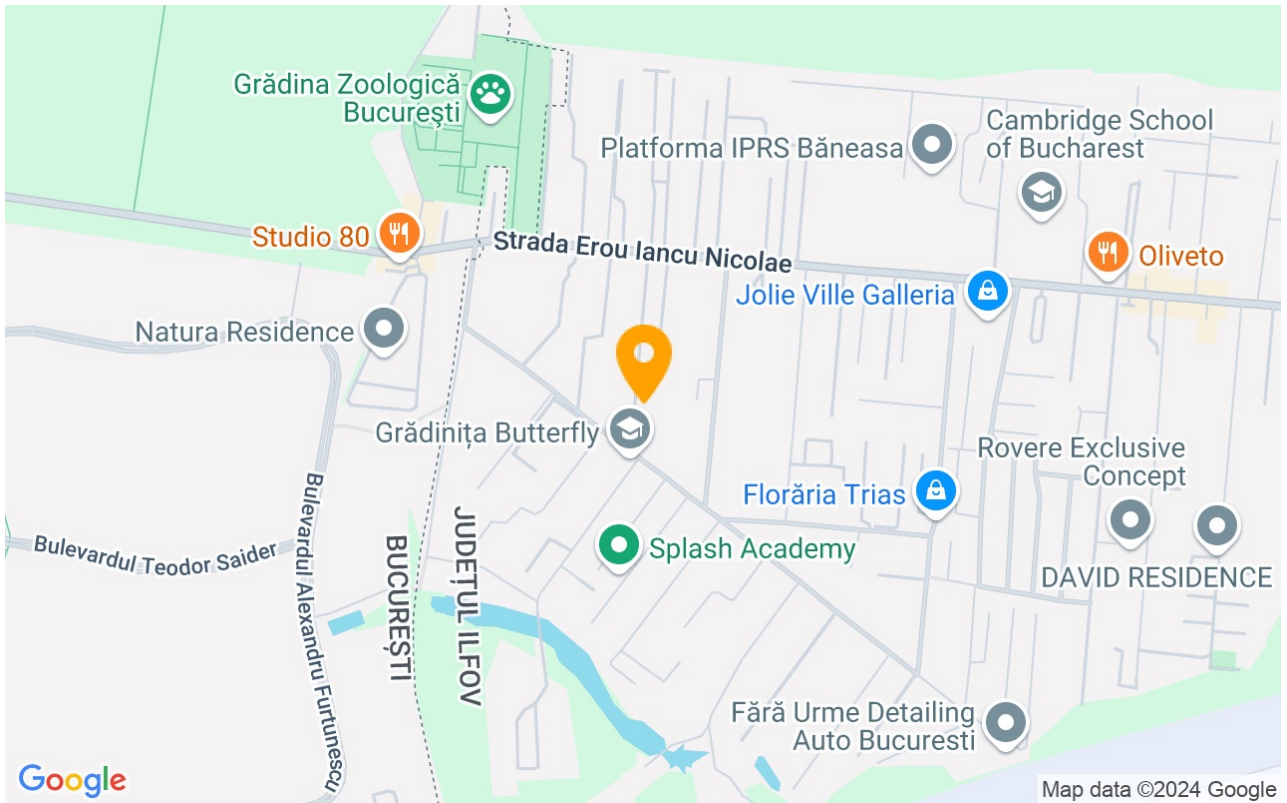 Grădina Zoologică
București
Platforma IPRS Băneasa
Cambridge School
of Bucharest
Studio 80
Strada Erou Iancu Nicolae
Oliveto
Jolie Ville Galleria
Natura Residence
Grădinița Butterfly
Rovere Exclusive
Concept
Florăria Trias
Bulevardul Teodor Saider
Bulevardul Alexandru Furtunescu
BUCUREȘTI
JUDEȚUL ILFOV
Splash Academy
DAVID RESIDENCE
Fără Urme Detailing
Auto Bucuresti
Google
Map data ©2024 Google